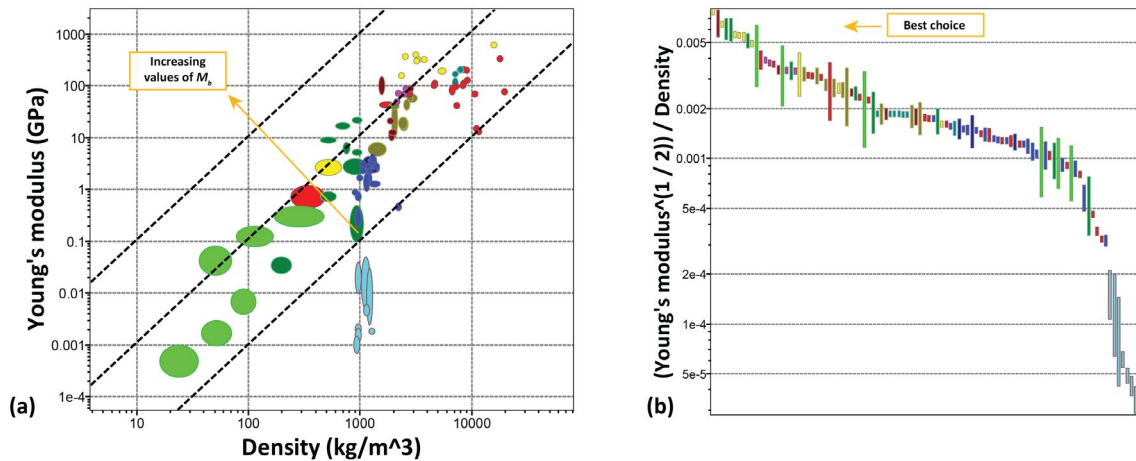 1000
100
10
1
0.1
0.01
0.001
1e-4
Young's modulus (GPa)
Increasing
values of M_b
10
100
1000
10000
Density (kg/m^3)
(a)
0.005
0.002
0.001
5e-4
2e-4
1e-4
5e-5
(Young's modulus^(1 / 2)) / Density
Best choice
(b)